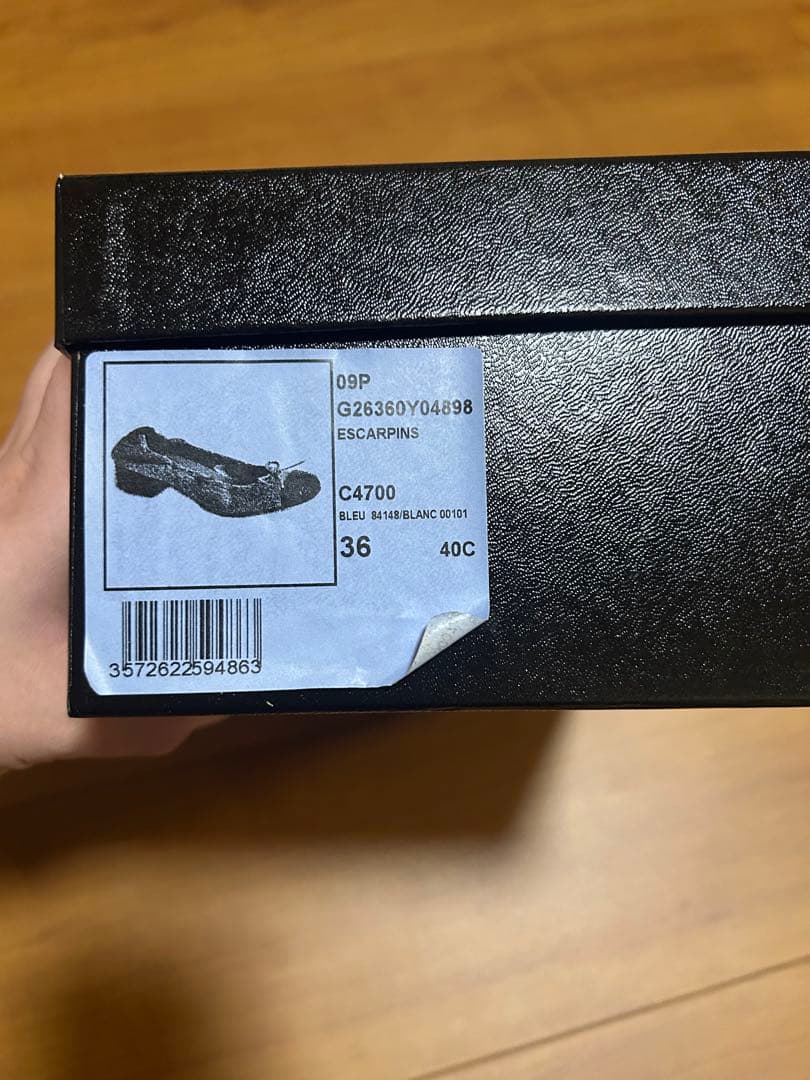 09P
G26360Y04898
ESCARPINS
C4700
BLEU 84148/BLANC 00101
36 40C
3572622594863